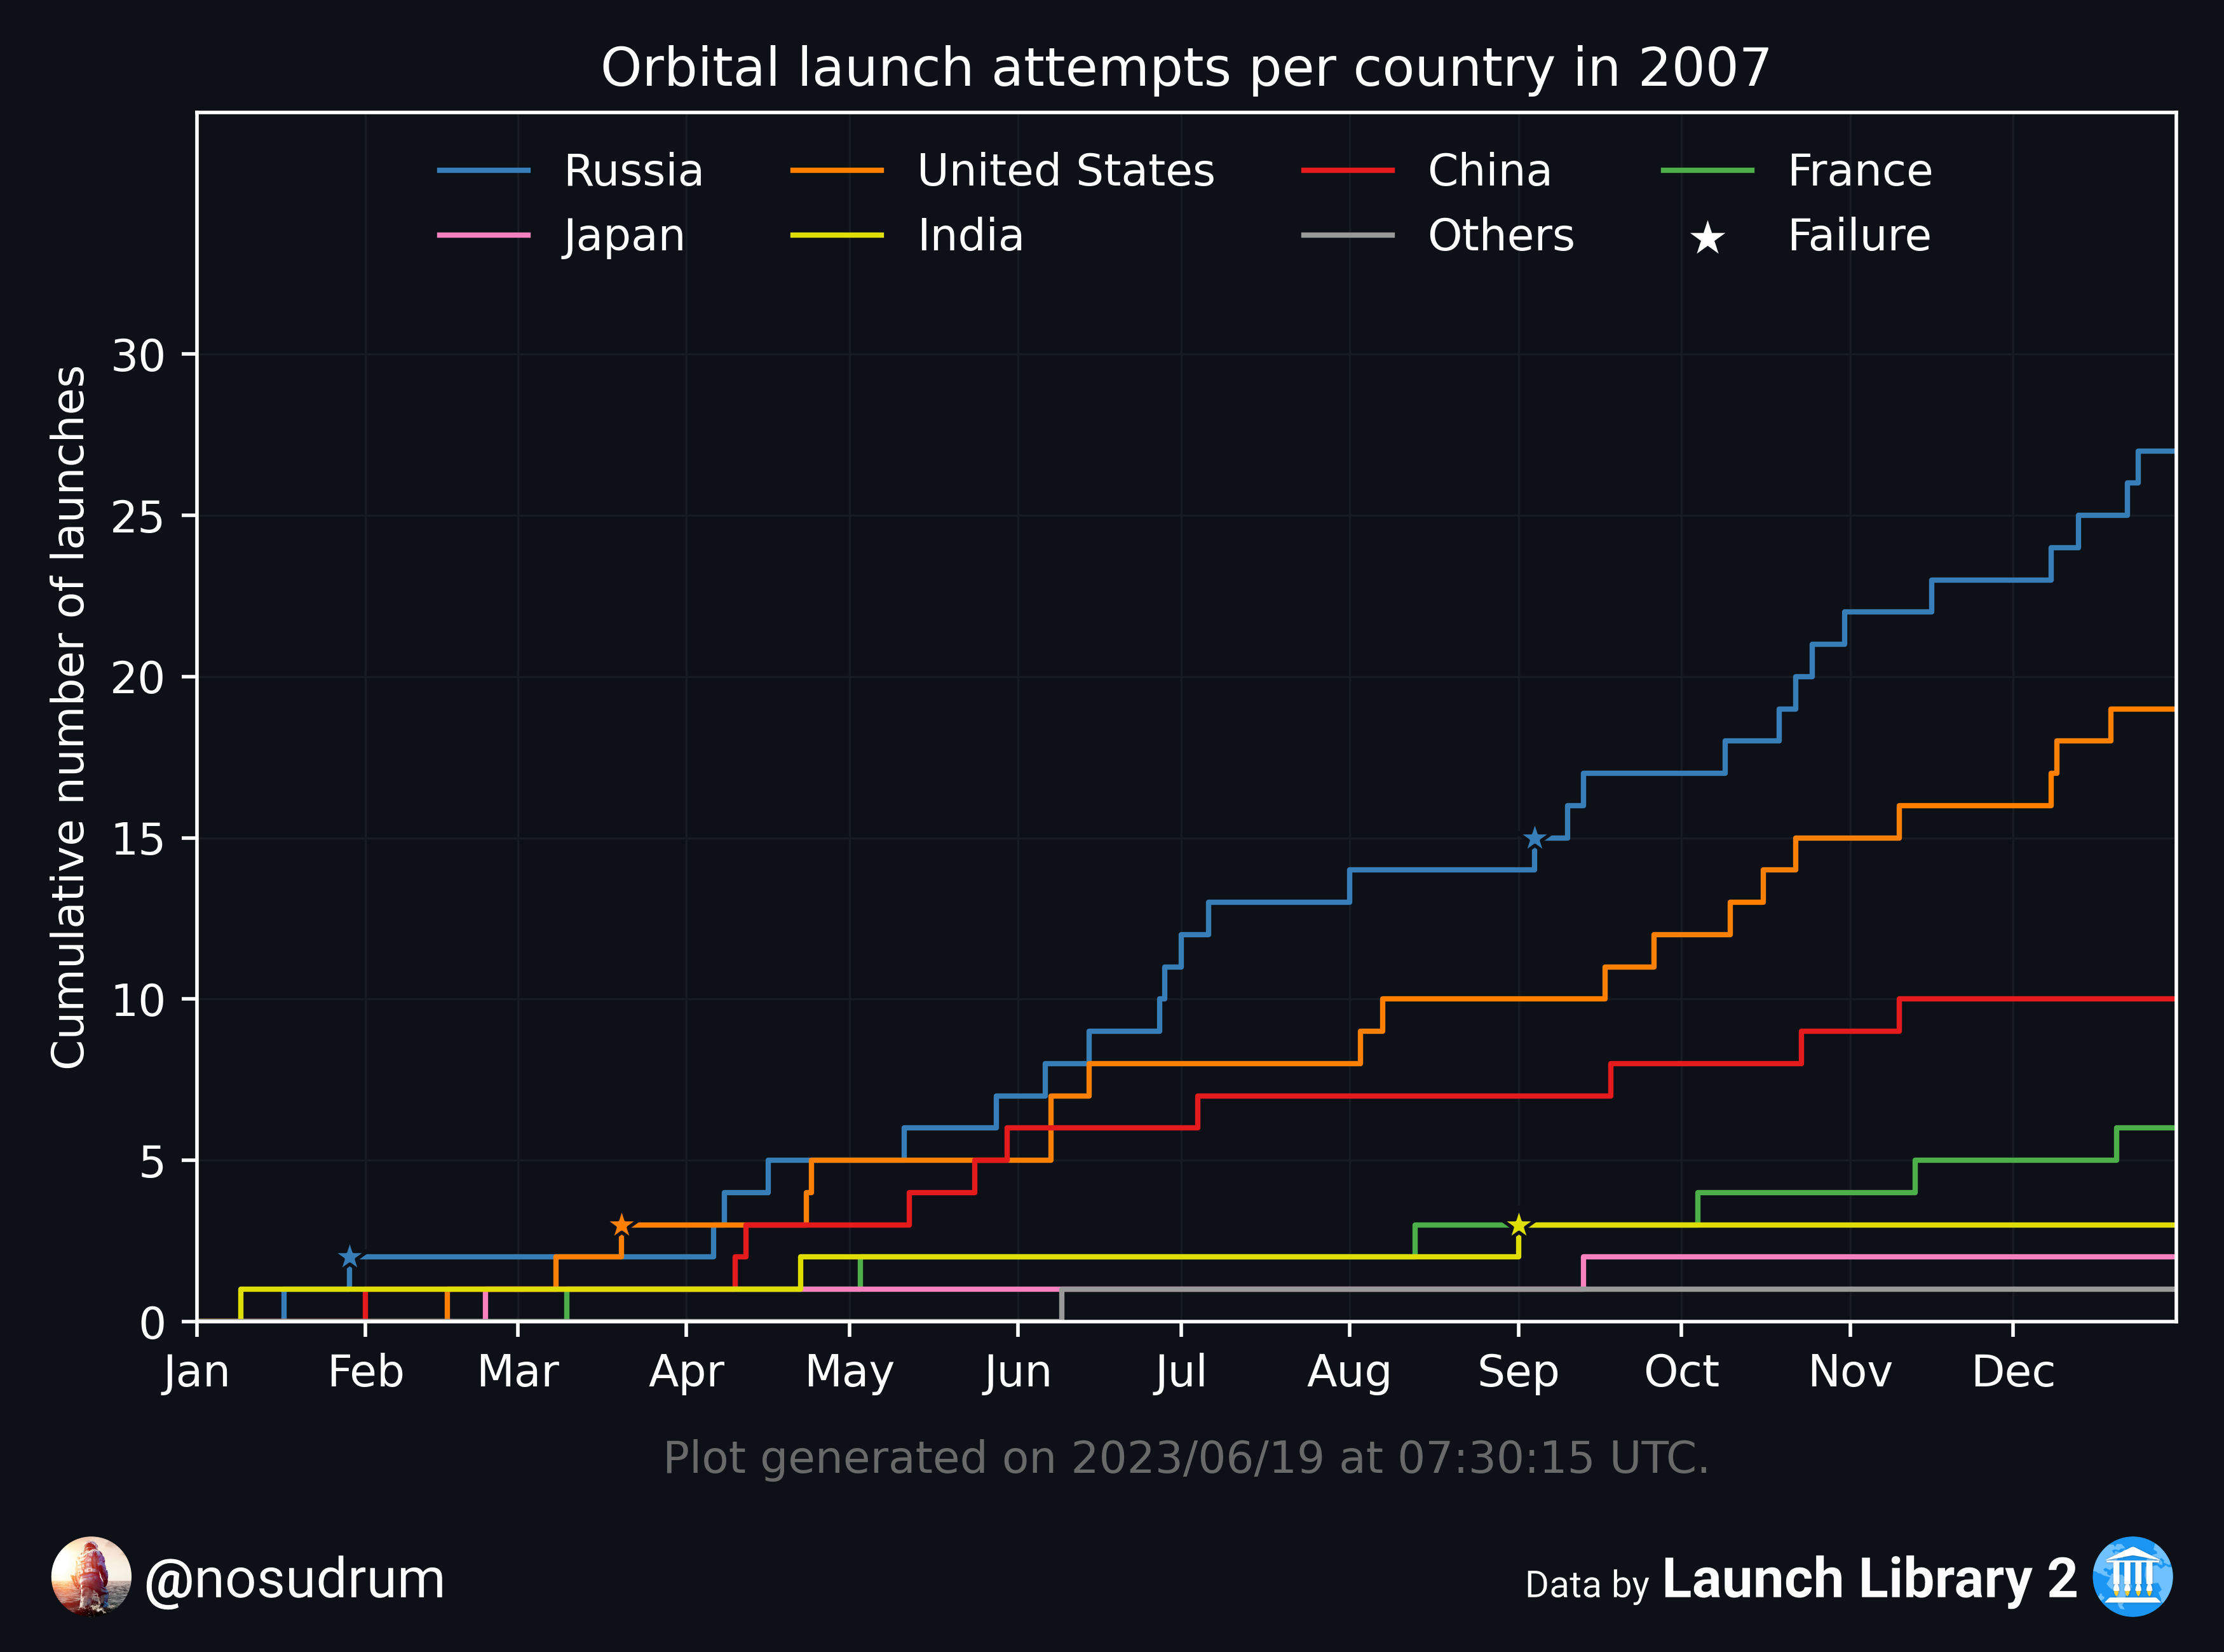 Orbital launch attempts per country in 2007
Russia United States China France
Japan India Others Failure
Cumulative number of launches
30
25
20
15
10
5
0
Jan Feb Mar Apr May Jun Jul Aug Sep Oct Nov Dec
Plot generated on 2023/06/19 at 07:30:15 UTC.
@nosudrum
Data by Launch Library 2